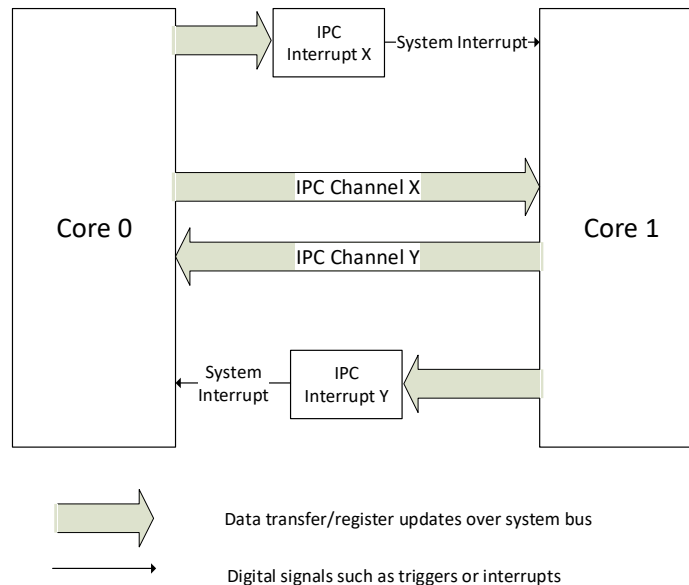 IPC
Interrupt X
System Interrupt
IPC Channel X
Core 0
Core 1
IPC Channel Y
System
Interrupt
IPC
Interrupt Y
Data transfer/register updates over system bus
Digital signals such as triggers or interrupts